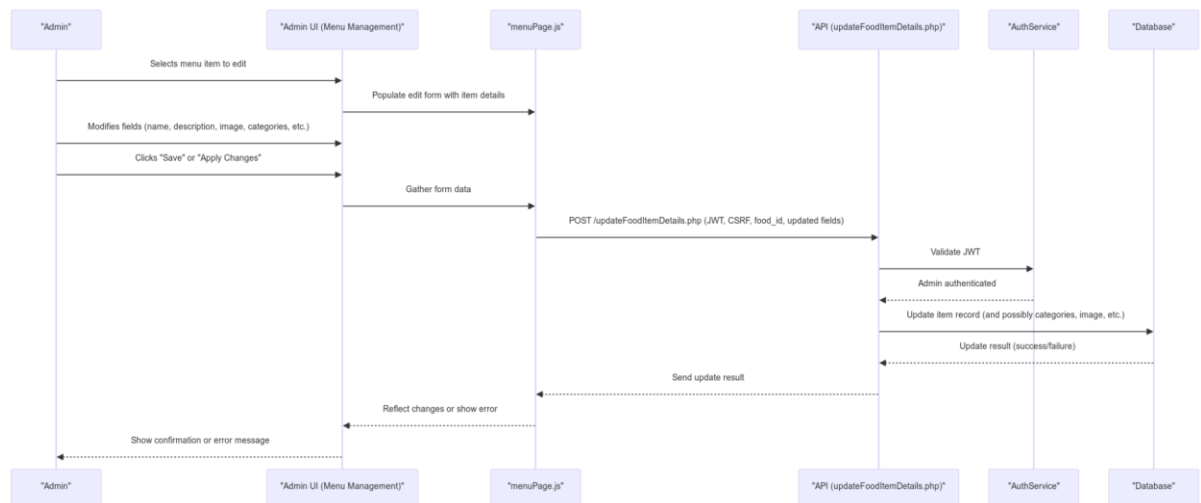 "Admin"
"Admin UI (Menu Management)"
"menuPage.js"
"API (updateFoodItemDetails.php)"
"AuthService"
"Database"
Selects menu item to edit
Populate edit form with item details
Modifies fields (name, description, image, categories, etc.)
Clicks "Save" or "Apply Changes"
Gather form data
POST /updateFoodItemDetails.php (JWT, CSRF, food_id, updated fields)
Validate JWT
Admin authenticated
Update item record (and possibly categories, image, etc.)
Update result (success/failure)
Send update result
Reflect changes or show error
Show confirmation or error message
"Admin"
"Admin UI (Menu Management)"
"menuPage.js"
"API (updateFoodItemDetails.php)"
"AuthService"
"Database"